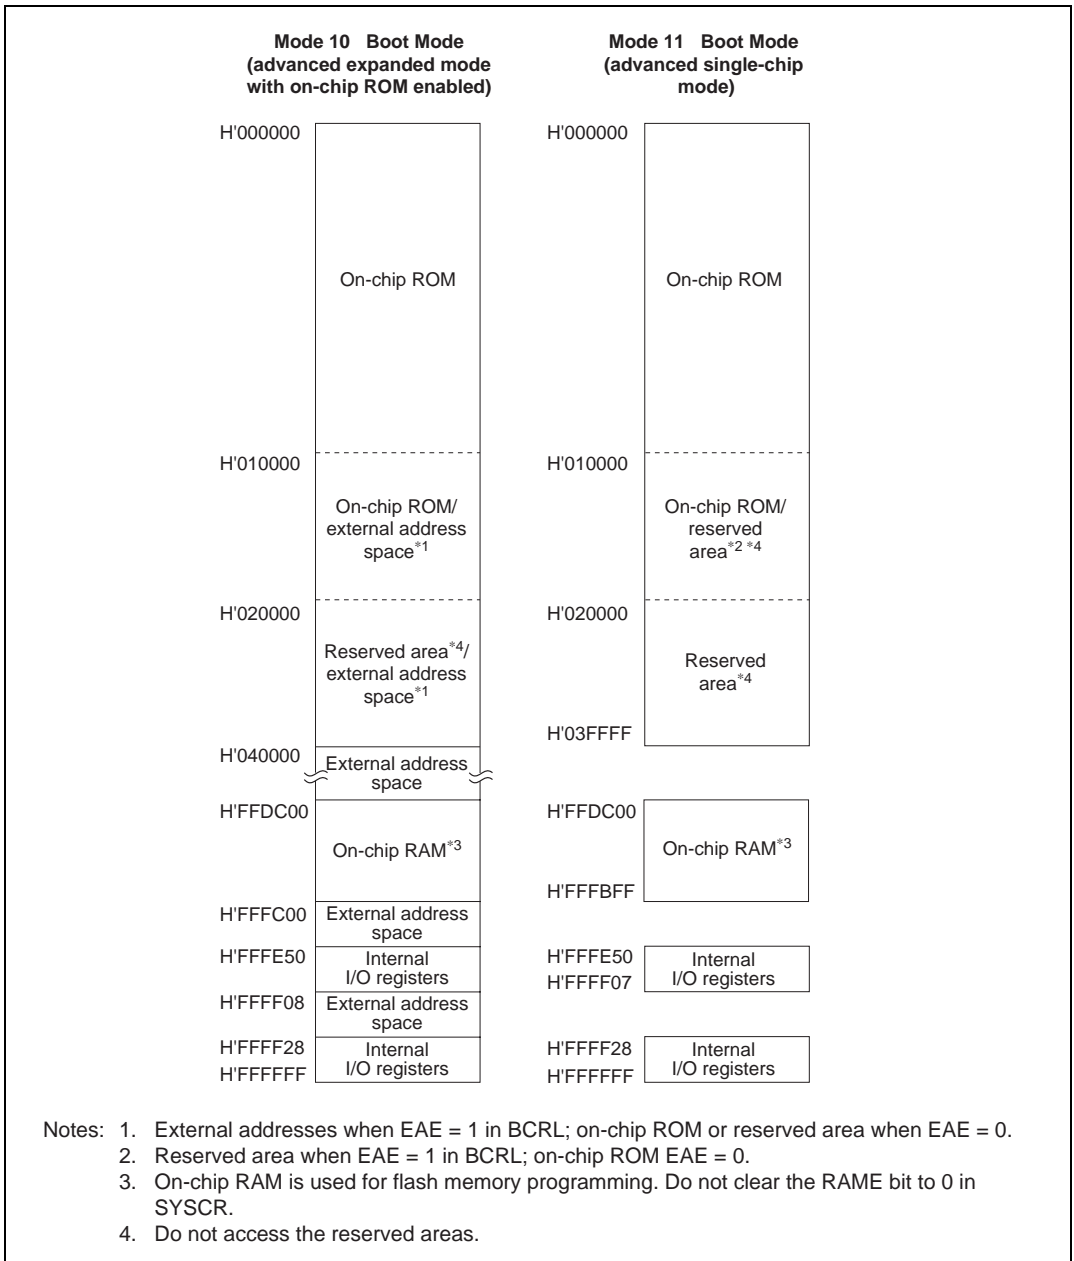 Mode 10 Boot Mode
(advanced expanded mode
with on-chip ROM enabled)
H'000000
On-chip ROM
H'010000
On-chip ROM/
external address
space*1
H'020000
Reserved area*4/
external address
space*1
H'040000
External address
space
H'FFDC00
On-chip RAM*3
H'FFFC00
External address
space
H'FFFE50
Internal
I/O registers
H'FFFF08
External address
space
H'FFFF28
Internal
I/O registers
H'FFFFFF
Mode 11 Boot Mode
(advanced single-chip
mode)
H'000000
On-chip ROM
H'010000
On-chip ROM/
reserved
area*2 *4
H'020000
Reserved
area*4
H'03FFFF
H'FFDC00
On-chip RAM*3
H'FFFBFF
H'FFFE50
Internal
I/O registers
H'FFFF07
H'FFFF28
Internal
I/O registers
H'FFFFFF
Notes: 1. External addresses when EAE = 1 in BCRL; on-chip ROM or reserved area when EAE = 0.
2. Reserved area when EAE = 1 in BCRL; on-chip ROM EAE = 0.
3. On-chip RAM is used for flash memory programming. Do not clear the RAME bit to 0 in
SYSCR.
4. Do not access the reserved areas.